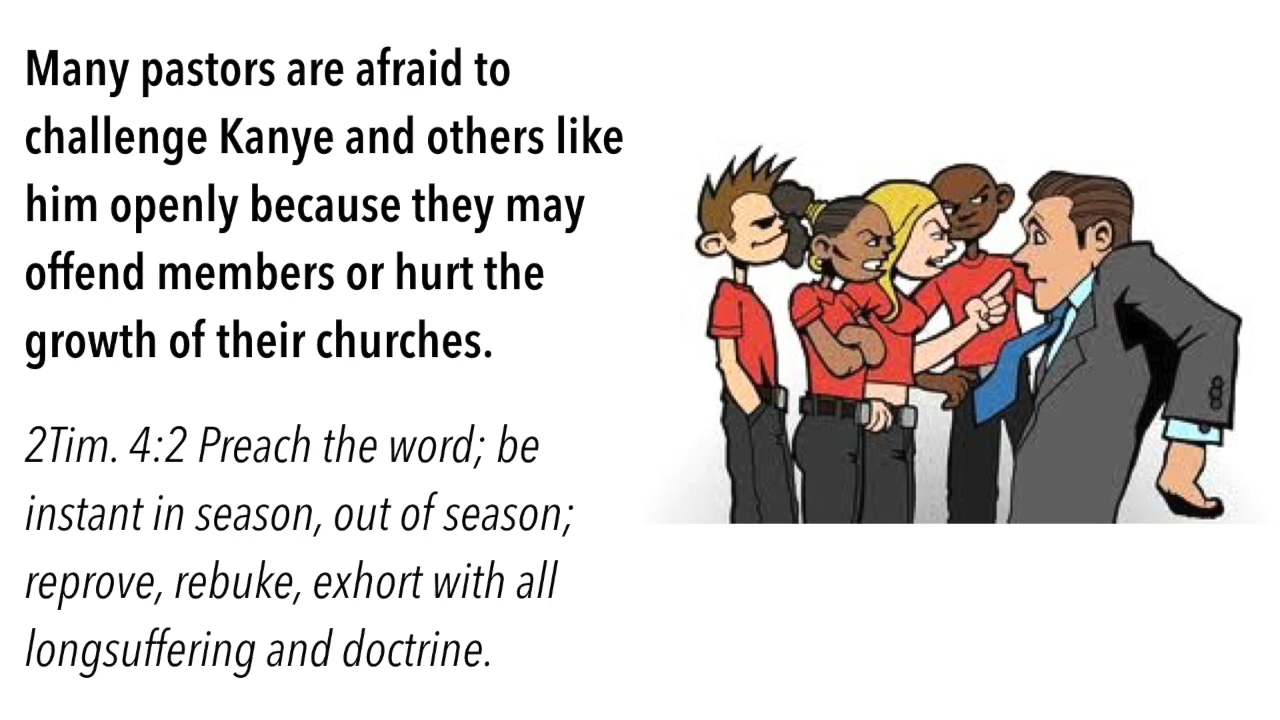 Many pastors are afraid to
challenge Kanye and others like
him openly because they may
offend members or hurt the
growth of their churches.
2Tim. 4:2 Preach the word; be
instant in season, out of season;
reprove, rebuke, exhort with all
longsuffering and doctrine.